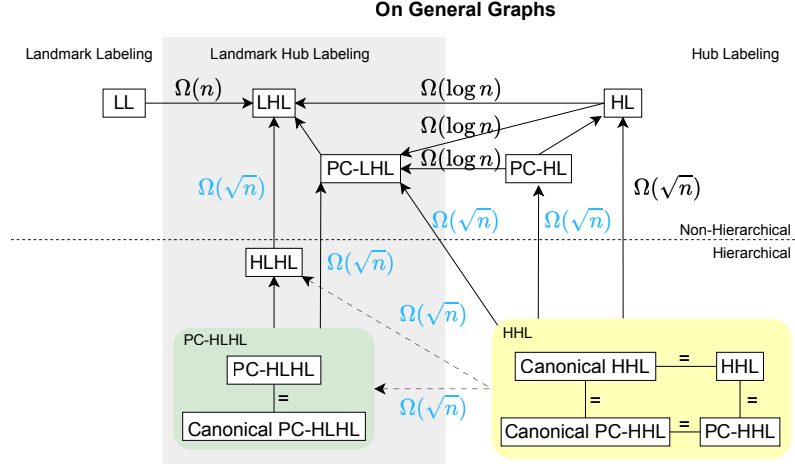 On General Graphs
Landmark Labeling
Landmark Hub Labeling
Hub Labeling
LL
Ω(n)
LHL
Ω(log n)
HL
Ω(log n)
Ω(log n)
PC-LHL
PC-HL
Ω(√n)
Ω(√n)
Ω(√n)
Ω(√n)
Non-Hierarchical
Hierarchical
HLHL
Ω(√n)
Ω(√n)
PC-HLHL
HHL
PC-HLHL
=
Canonical PC-HLHL
Ω(√n)
Canonical HHL
=
HHL
=
=
Canonical PC-HHL
=
PC-HHL